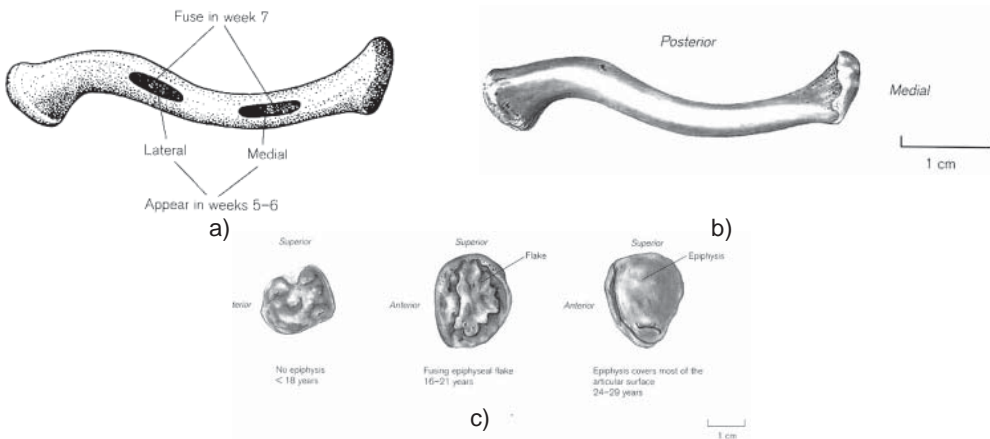 Fuse in week 7
Lateral
Medial
Appear in weeks 5–6
a)
Posterior
Medial
1 cm
b)
Superior
terior
No epiphysis
< 18 years
Superior
Flake
Anterior
Fusing epiphyseal flake
16–21 years
Superior
Epiphysis
Anterior
Epiphysis covers most of the
articular surface
24–29 years
c)
1 cm